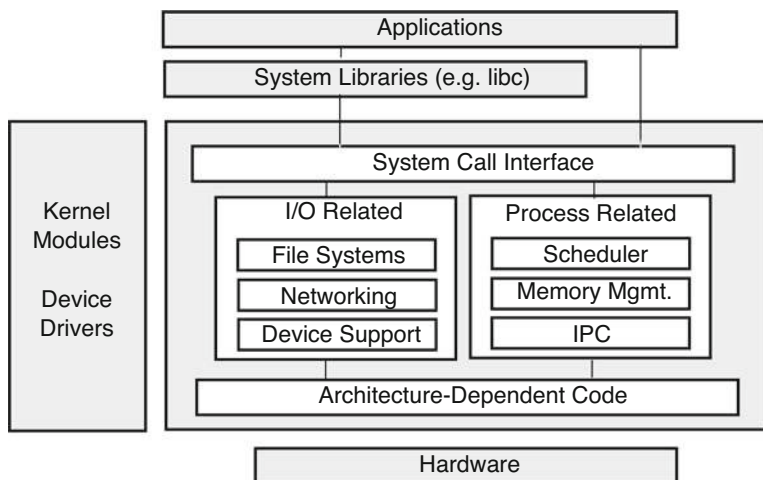 Applications
System Libraries (e.g. libc)
System Call Interface
Kernel
Modules
Device
Drivers
I/O Related
File Systems
Networking
Device Support
Process Related
Scheduler
Memory Mgmt.
IPC
Architecture-Dependent Code
Hardware